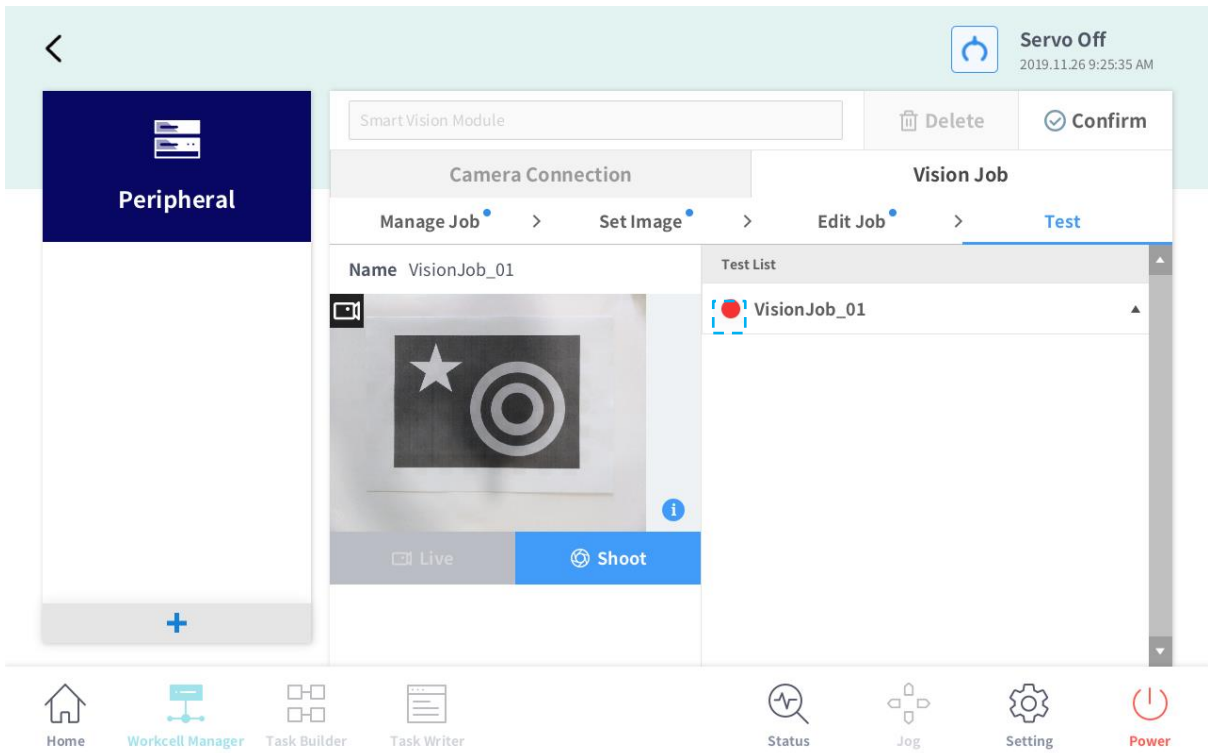 Servo Off
2019.11.26 9:25:35 AM
Peripheral
Smart Vision Module
Delete
Confirm
Camera Connection
Vision Job
Manage Job > Set Image > Edit Job > Test
Name VisionJob_01
Test List
VisionJob_01
Live
Shoot
Home
Workcell Manager
Task Builder
Task Writer
Status
Jog
Setting
Power